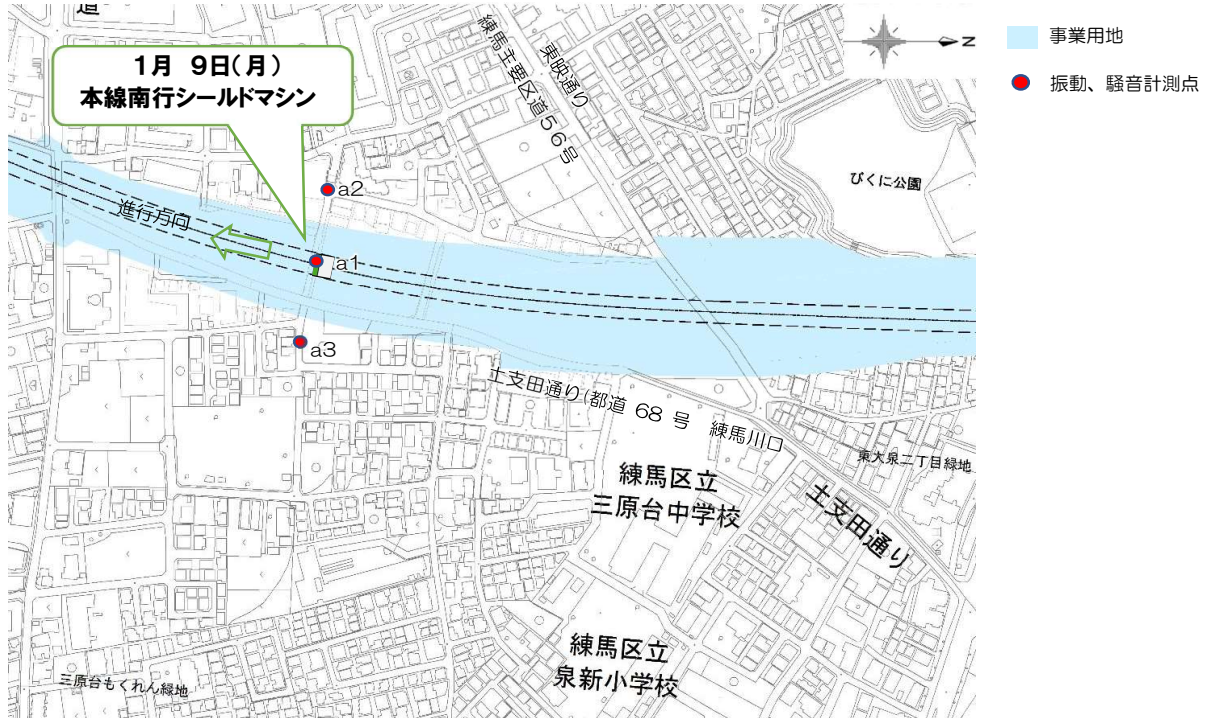 道
1月 9日(月)
本線南行シールドマシン
練馬主要区道56号
東映通り
N
事業用地
振動、騒音計測点
びくに公園
進行方向
a2
a1
a3
土支田通り(都道 68 号 練馬川口
東大泉二丁目緑地
練馬区立
三原台中学校
土支田通り
練馬区立
泉新小学校
三原台もくれん緑地